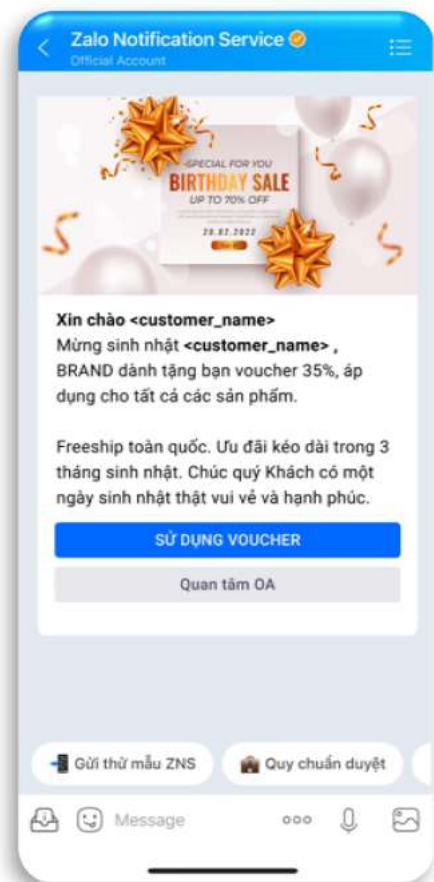 Zalo Notification Service
Official Account
SPECIAL FOR YOU
BIRTHDAY SALE
UP TO 70% OFF
20.02.2022
Xin chào <customer_name>
Mừng sinh nhật <customer_name> ,
BRAND dành tặng bạn voucher 35%, áp
dụng cho tất cả các sản phẩm.
Freeship toàn quốc. Ưu đãi kéo dài trong 3
tháng sinh nhật. Chúc quý Khách có một
ngày sinh nhật thật vui vẻ và hạnh phúc.
SỬ DỤNG VOUCHER
Quan tâm OA
Gửi thử mẫu ZNS
Quy chuẩn duyệt
Message